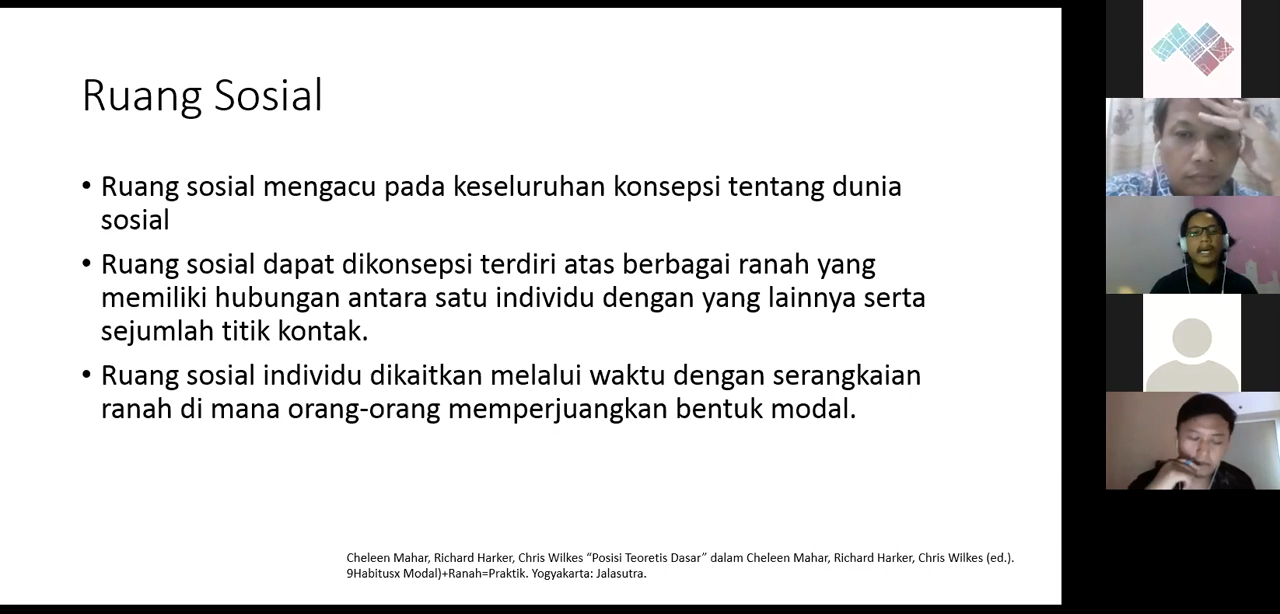 Ruang Sosial
• Ruang sosial mengacu pada keseluruhan konsepsi tentang dunia
sosial
• Ruang sosial dapat dikonsepsi terdiri atas berbagai ranah yang
memiliki hubungan antara satu individu dengan yang lainnya serta
sejumlah titik kontak.
• Ruang sosial individu dikaitkan melalui waktu dengan serangkaian
ranah di mana orang-orang memperjuangkan bentuk modal.
Cheleen Mahar, Richard Harker, Chris Wilkes “Posisi Teoretis Dasar” dalam Cheleen Mahar, Richard Harker, Chris Wilkes (ed.).
9Habitusx Modal)+Ranah=Praktik. Yogyakarta: Jalasutra.